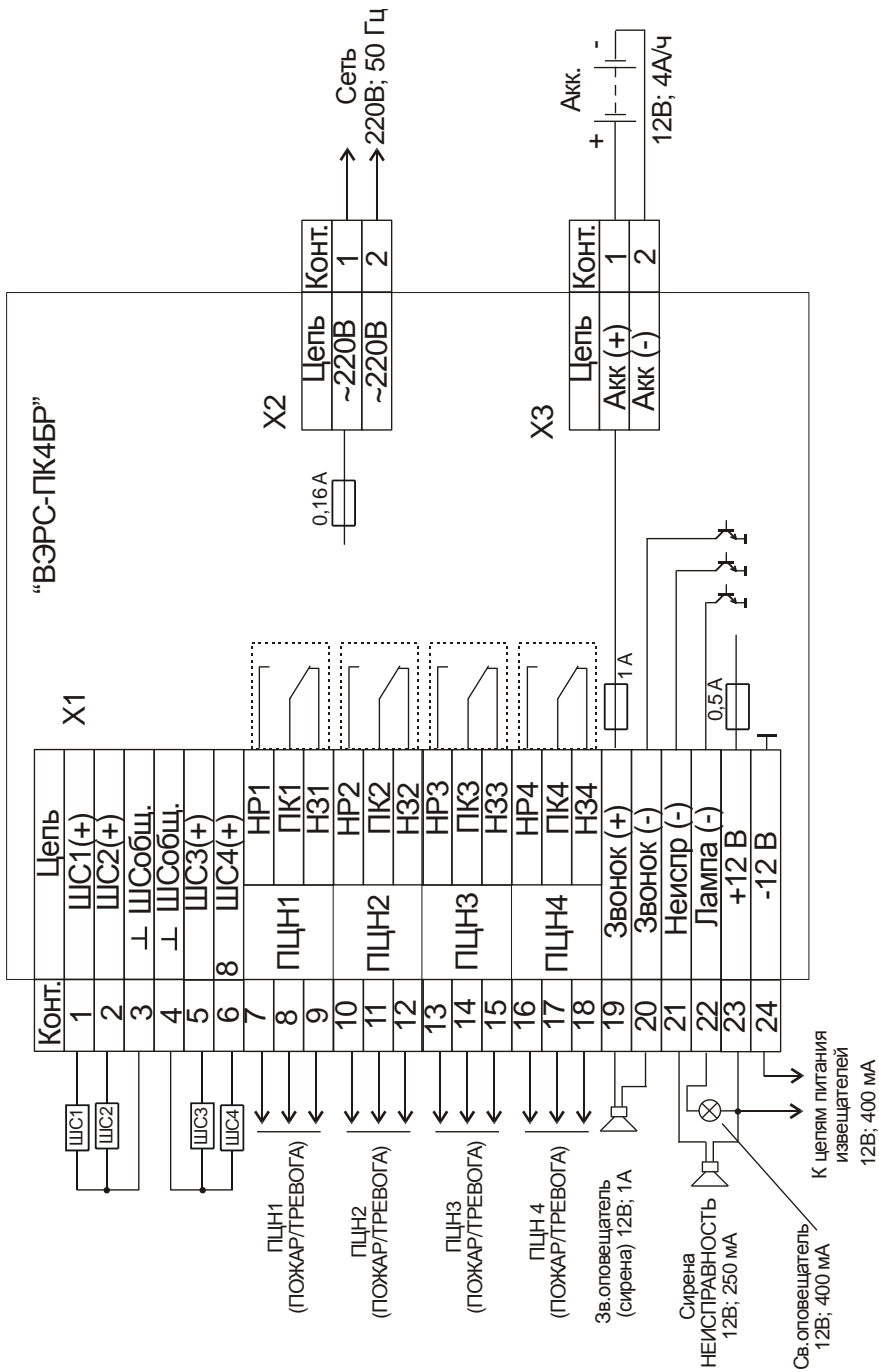 “ВЭРС-ПК4БР”
X1
Конт. Цепь
1 ШС1(+)
2 ШС2(+)
3 ⊥ ШСобщ.
4 ⊥ ШСобщ.
5 ШС3(+)
6 8 ШС4(+)
7 ПЦН1 НР1
8 ПК1
9 НЗ1
10 ПЦН2 НР2
11 ПК2
12 НЗ2
13 ПЦН3 НР3
14 ПК3
15 НЗ3
16 ПЦН4 НР4
17 ПК4
18 НЗ4
19 Звонок (+)
20 Звонок (-)
21 Неиспр (-)
22 Лампа (-)
23 +12 В
24 -12 В
ШС1
ШС2
ШС3
ШС4
ПЦН1
(ПОЖАР/ТРЕВОГА)
ПЦН2
(ПОЖАР/ТРЕВОГА)
ПЦН3
(ПОЖАР/ТРЕВОГА)
ПЦН 4
(ПОЖАР/ТРЕВОГА)
Зв.оповещатель
(сирена) 12В; 1А
Сирена
НЕИСПРАВНОСТЬ
12В; 250 мА
Св.оповещатель
12В; 400 мА
К цепям питания
извещателей
12В; 400 мА
1 А
0,5 А
0,16 А
X2
Цепь Конт.
~220В 1
~220В 2
Сеть
220В; 50 Гц
X3
Цепь Конт.
Акк (+) 1
Акк (-) 2
Акк.
+ -
12В; 4А/ч